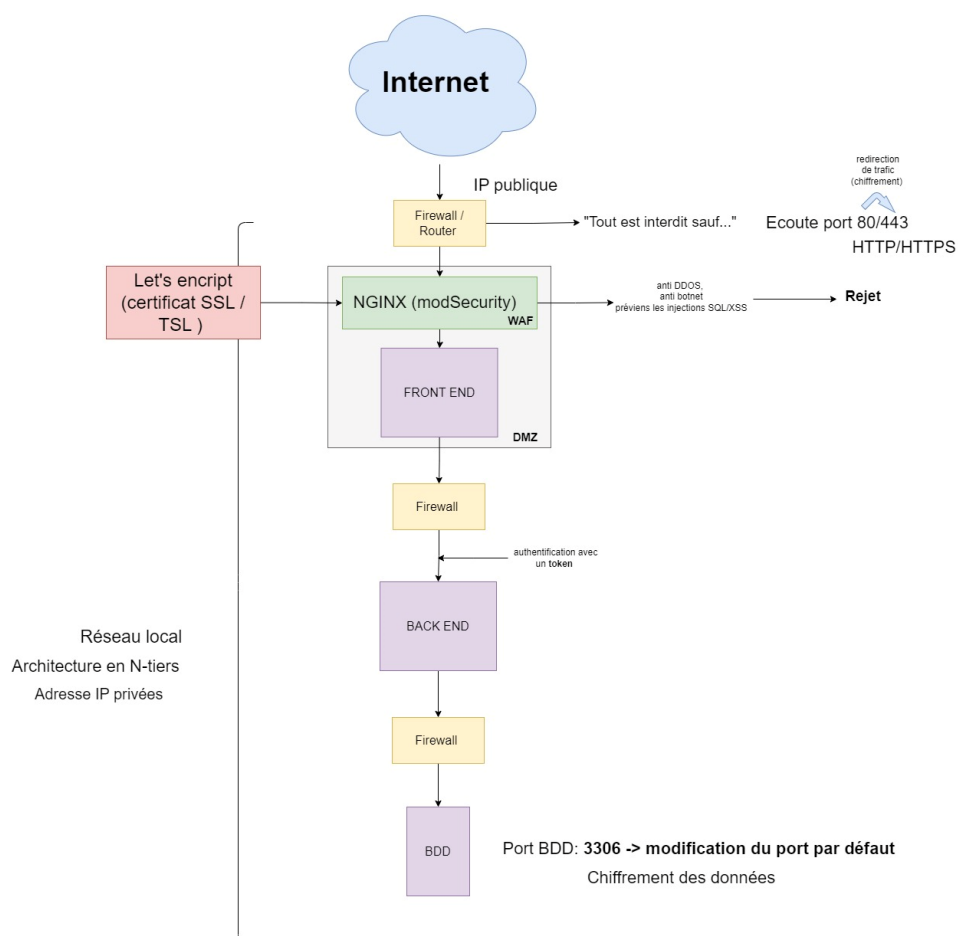 Internet
IP publique
redirection
de trafic
(chiffrement)
Firewall /
Router
"Tout est interdit sauf..."
Ecoute port 80/443
HTTP/HTTPS
Let's encript
(certificat SSL /
TSL )
NGINX (modSecurity)
WAF
anti DDOS,
anti botnet
préviens les injections SQL/XSS
Rejet
FRONT END
DMZ
Firewall
authentification avec
un token
BACK END
Réseau local
Architecture en N-tiers
Adresse IP privées
Firewall
BDD
Port BDD: 3306 -> modification du port par défaut
Chiffrement des données